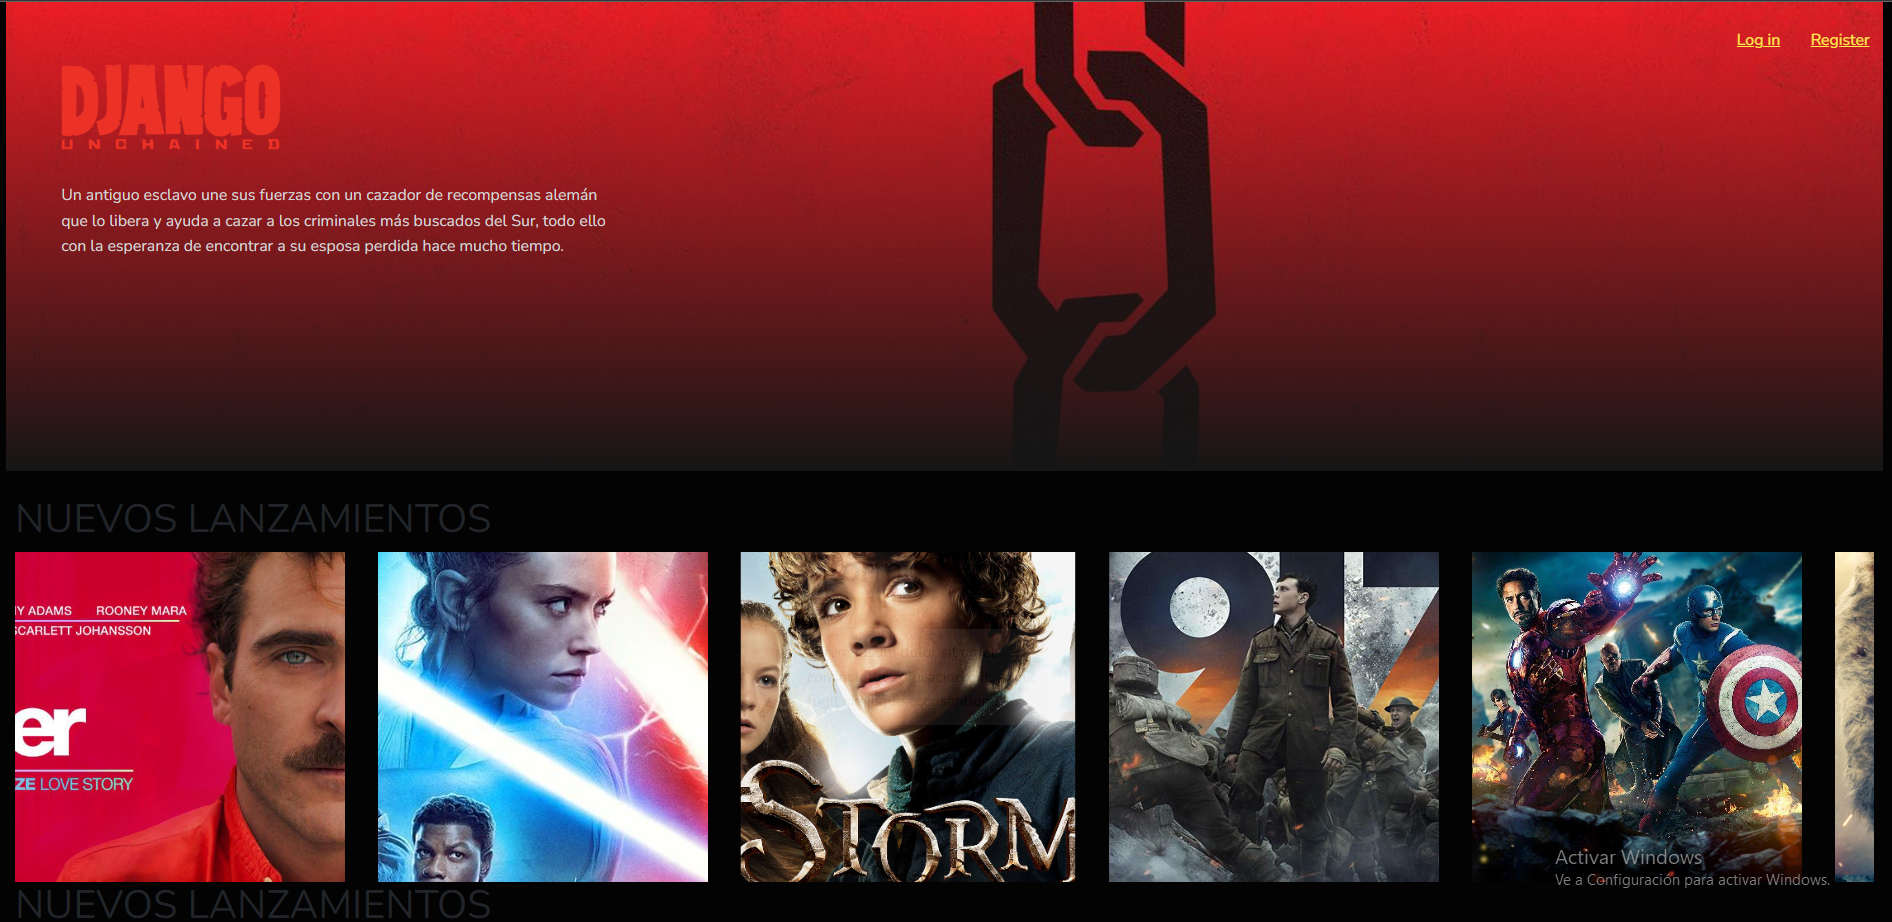 Log in Register
DJANGO
UNCHAINED
Un antiguo esclavo une sus fuerzas con un cazador de recompensas alemán
que lo libera y ayuda a cazar a los criminales más buscados del Sur, todo ello
con la esperanza de encontrar a su esposa perdida hace mucho tiempo.
NUEVOS LANZAMIENTOS
Y ADAMS ROONEY MARA
SCARLETT JOHANSSON
er
ZE LOVE STORY
STORM
917
Activar Windows
Ve a Configuración para activar Windows.
NUEVOS LANZAMIENTOS